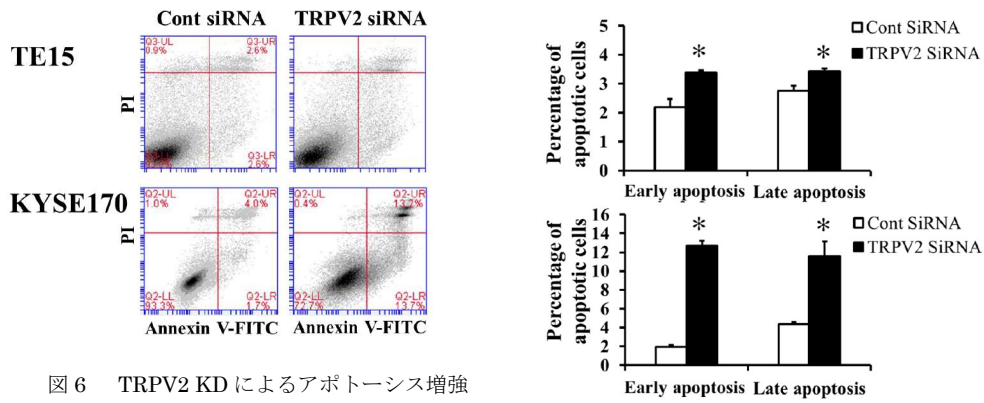 Cont siRNA TRPV2 siRNA
TE15
Q3-UL Q3-UR
0.9% 2.6%
PI
Q3-LR
2.6%
KYSE170
Q2-UL Q2-UR
1.0% 4.0%
Q2-UL Q2-UR
0.4% 13.2%
PI
Q2-LL Q2-LR
93.3% 1.7%
Q2-LL Q2-LR
72.7% 13.7%
Annexin V-FITC Annexin V-FITC
図 6 TRPV2 KD によるアポトーシス増強
Percentage of
apoptotic cells
5
4
3
2
1
0
* *
Cont SiRNA
TRPV2 SiRNA
Early apoptosis Late apoptosis
Percentage of
apoptotic cells
16
14
12
10
8
6
4
2
0
* *
Cont SiRNA
TRPV2 SiRNA
Early apoptosis Late apoptosis